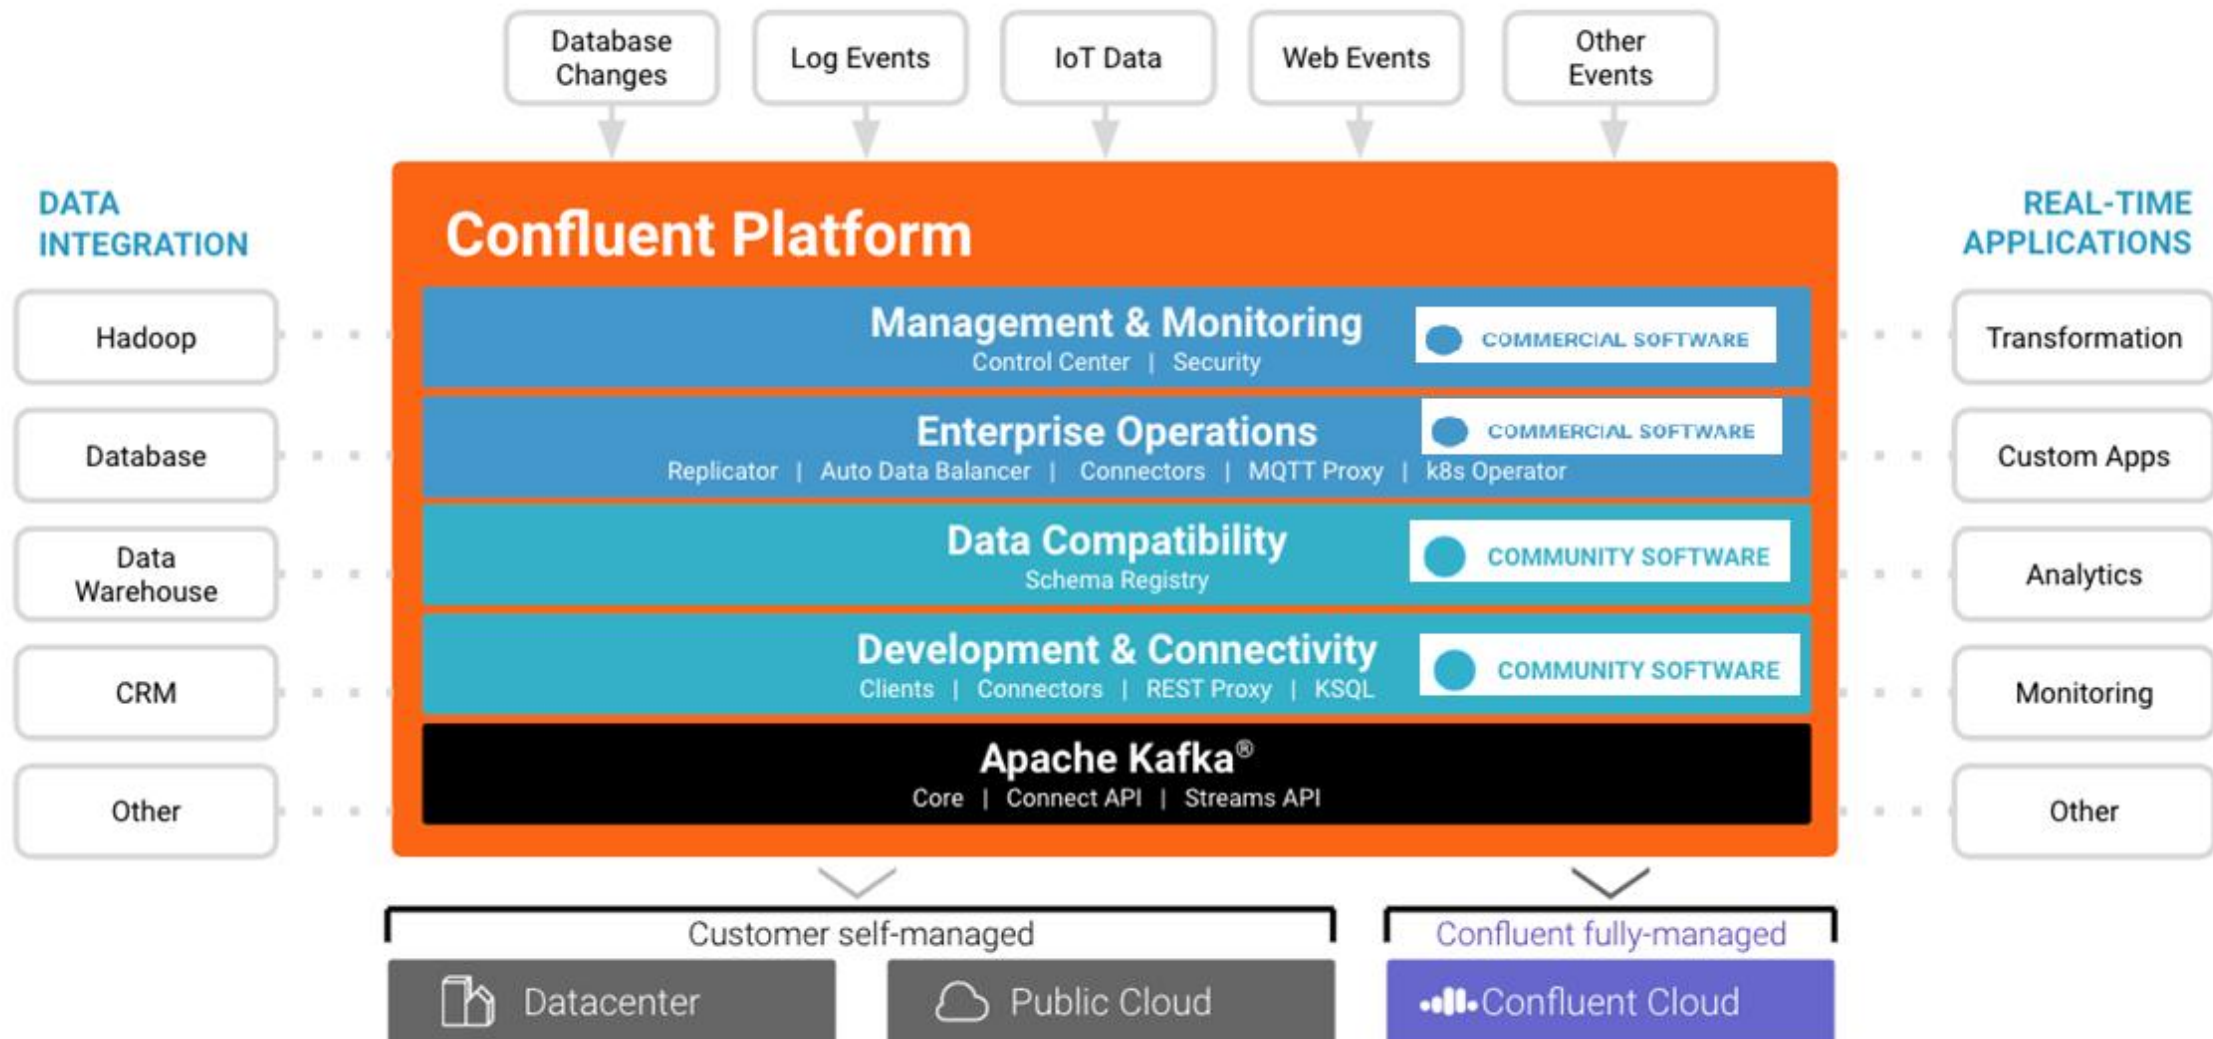 Database
Changes
Log Events
IoT Data
Web Events
Other
Events
DATA
INTEGRATION
Hadoop
Database
Data
Warehouse
CRM
Other
Confluent Platform
Management & Monitoring
Control Center | Security
COMMERCIAL SOFTWARE
Enterprise Operations
Replicator | Auto Data Balancer | Connectors | MQTT Proxy | k8s Operator
COMMERCIAL SOFTWARE
Data Compatibility
Schema Registry
COMMUNITY SOFTWARE
Development & Connectivity
Clients | Connectors | REST Proxy | KSQL
COMMUNITY SOFTWARE
Apache Kafka®
Core | Connect API | Streams API
REAL-TIME
APPLICATIONS
Transformation
Custom Apps
Analytics
Monitoring
Other
Customer self-managed
Confluent fully-managed
Datacenter
Public Cloud
Confluent Cloud